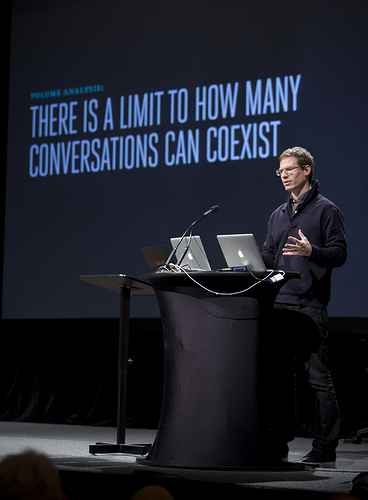 VOLUME ANALYSIS:
THERE IS A LIMIT TO HOW MANY
CONVERSATIONS CAN COEXIST